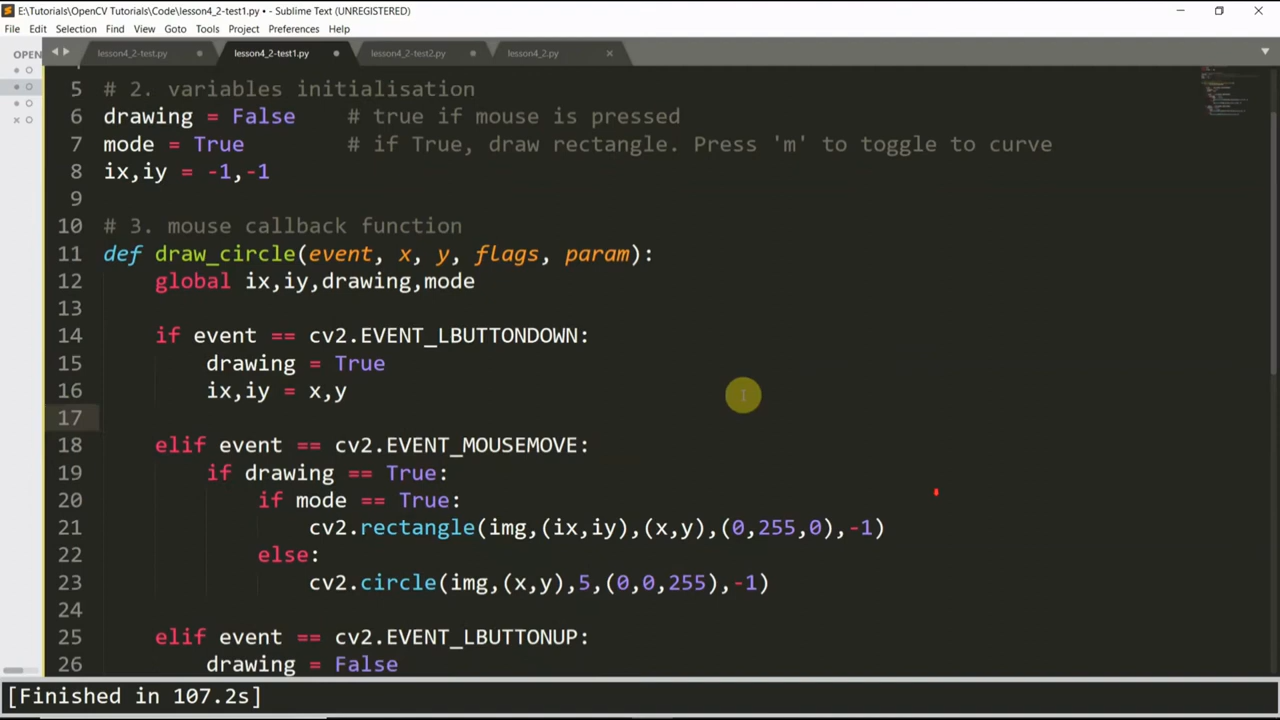 E:\Tutorials\OpenCV Tutorials\Code\lesson4_2-test1.py • - Sublime Text (UNREGISTERED)
File Edit Selection Find View Goto Tools Project Preferences Help
OPEN
lesson4_2-test.py lesson4_2-test1.py lesson4_2-test2.py lesson4_2.py
5 # 2. variables initialisation
6 drawing = False # true if mouse is pressed
7 mode = True # if True, draw rectangle. Press 'm' to toggle to curve
8 ix,iy = -1,-1
9
10 # 3. mouse callback function
11 def draw_circle(event, x, y, flags, param):
12 global ix,iy,drawing,mode
13
14 if event == cv2.EVENT_LBUTTONDOWN:
15 drawing = True
16 ix,iy = x,y
17
18 elif event == cv2.EVENT_MOUSEMOVE:
19 if drawing == True:
20 if mode == True:
21 cv2.rectangle(img,(ix,iy),(x,y),(0,255,0),-1)
22 else:
23 cv2.circle(img,(x,y),5,(0,0,255),-1)
24
25 elif event == cv2.EVENT_LBUTTONUP:
26 drawing = False
[Finished in 107.2s]